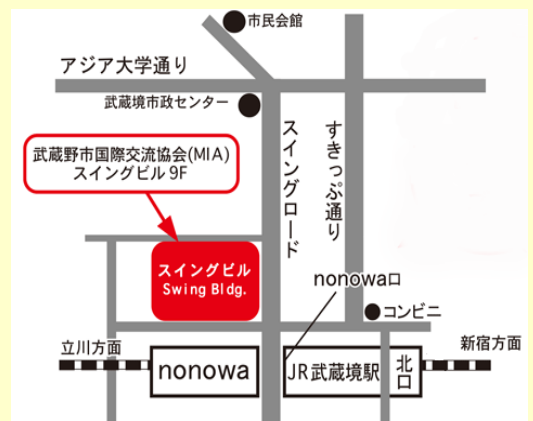 市民会館
アジア大学通り
武蔵境市政センター
武蔵野市国際交流協会(MIA)
スイングビル 9F
スイングロード
すきっぷ通り
スイングビル
Swing Bldg.
nonowa口
コンビニ
立川方面
新宿方面
nonowa
JR武蔵境駅
北口